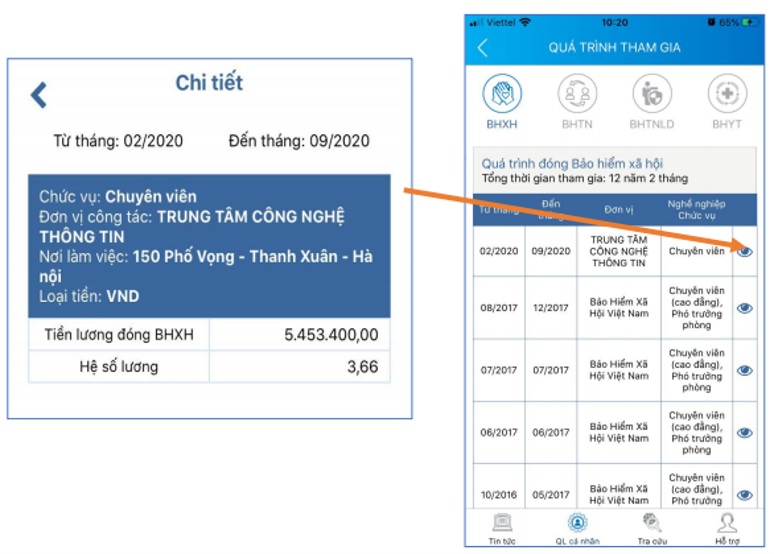 Chi tiết
Từ tháng: 02/2020 Đến tháng: 09/2020
Chức vụ: Chuyên viên
Đơn vị công tác: TRUNG TÂM CÔNG NGHỆ
THÔNG TIN
Nơi làm việc: 150 Phố Vọng - Thanh Xuân - Hà
nội
Loại tiền: VND
Tiền lương đóng BHXH 5.453.400,00
Hệ số lương 3,66
Viettel 10:20 65%
QUÁ TRÌNH THAM GIA
BHXH BHTN BHTNLD BHYT
Quá trình đóng Bảo hiểm xã hội
Tổng thời gian tham gia: 12 năm 2 tháng
Từ tháng Đến tháng Đơn vị Nghề nghiệp
Chức vụ
02/2020 09/2020 TRUNG TÂM
CÔNG NGHỆ
THÔNG TIN Chuyên viên
08/2017 12/2017 Bảo Hiểm Xã
Hội Việt Nam Chuyên viên
(cao đẳng),
Phó trưởng
phòng
07/2017 07/2017 Bảo Hiểm Xã
Hội Việt Nam Chuyên viên
(cao đẳng),
Phó trưởng
phòng
06/2017 06/2017 Bảo Hiểm Xã
Hội Việt Nam Chuyên viên
(cao đẳng),
Phó trưởng
phòng
10/2016 05/2017 Bảo Hiểm Xã
Hội Việt Nam Chuyên viên
(cao đẳng),
Phó trưởng
Tin tức QL cá nhân Tra cứu Hỗ trợ